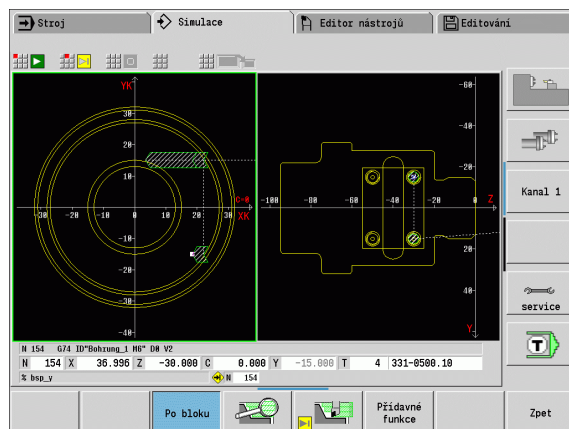 Stroj
Simulace
Editor nástrojů
Editování
YK
30
20
10
0
-10
-20
-30
-40
-30 -20 -10 0 10 20 30
C=0
XK
-60
-40
-20
20
40
-100 -80 -60 -40 -20 0
Z
Y
Kanal 1
service
T
N 154 G74 ID"Bohrung_1 M6" D0 V2
N 154 X 36.996 Z -30.000 C 0.000 Y -15.000 T 4 331-0500.10
% bsp_y N 154
Po bloku
Přídavné
funkce
Zpet